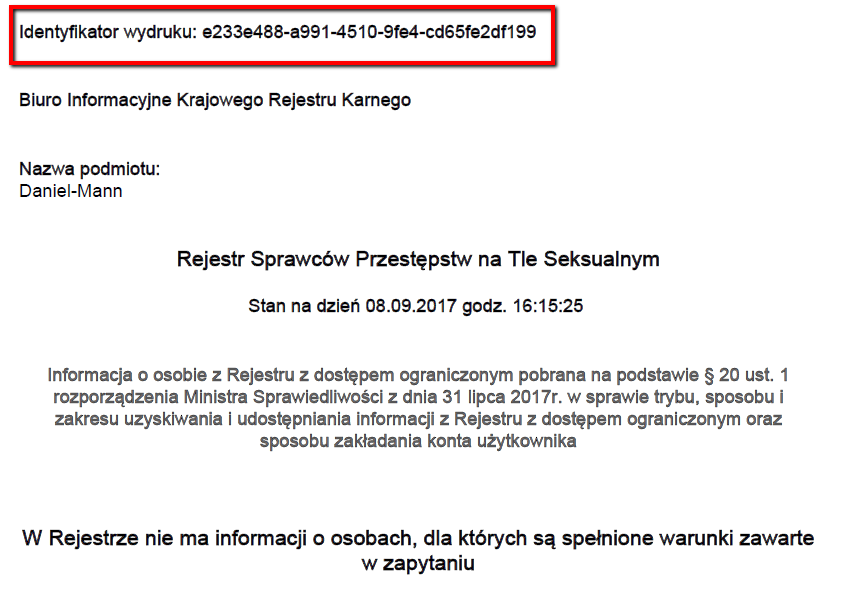 Identyfikator wydruku: e233e488-a991-4510-9fe4-cd65fe2df199
Biuro Informacyjne Krajowego Rejestru Karnego
Nazwa podmiotu:
Daniel-Mann
Rejestr Sprawców Przestępstw na Tle Seksualnym
Stan na dzień 08.09.2017 godz. 16:15:25
Informacja o osobie z Rejestru z dostępem ograniczonym pobrana na podstawie § 20 ust. 1
rozporządzenia Ministra Sprawiedliwości z dnia 31 lipca 2017r. w sprawie trybu, sposobu i
zakresu uzyskiwania i udostępniania informacji z Rejestru z dostępem ograniczonym oraz
sposobu zakładania konta użytkownika
W Rejestrze nie ma informacji o osobach, dla których są spełnione warunki zawarte
w zapytaniu